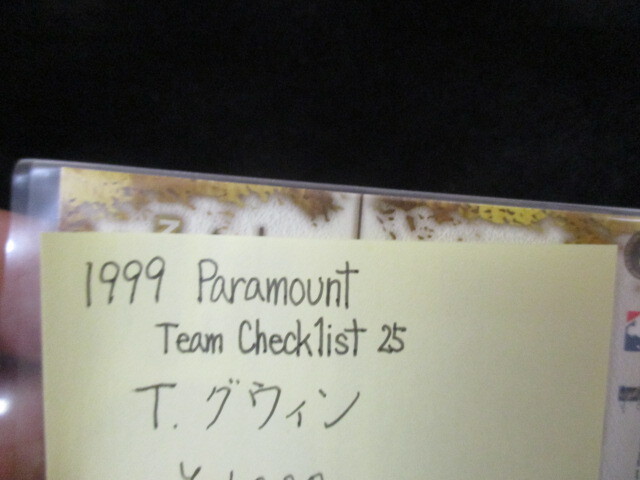 1999 Paramount
Team Checklist 25
T. グウィン